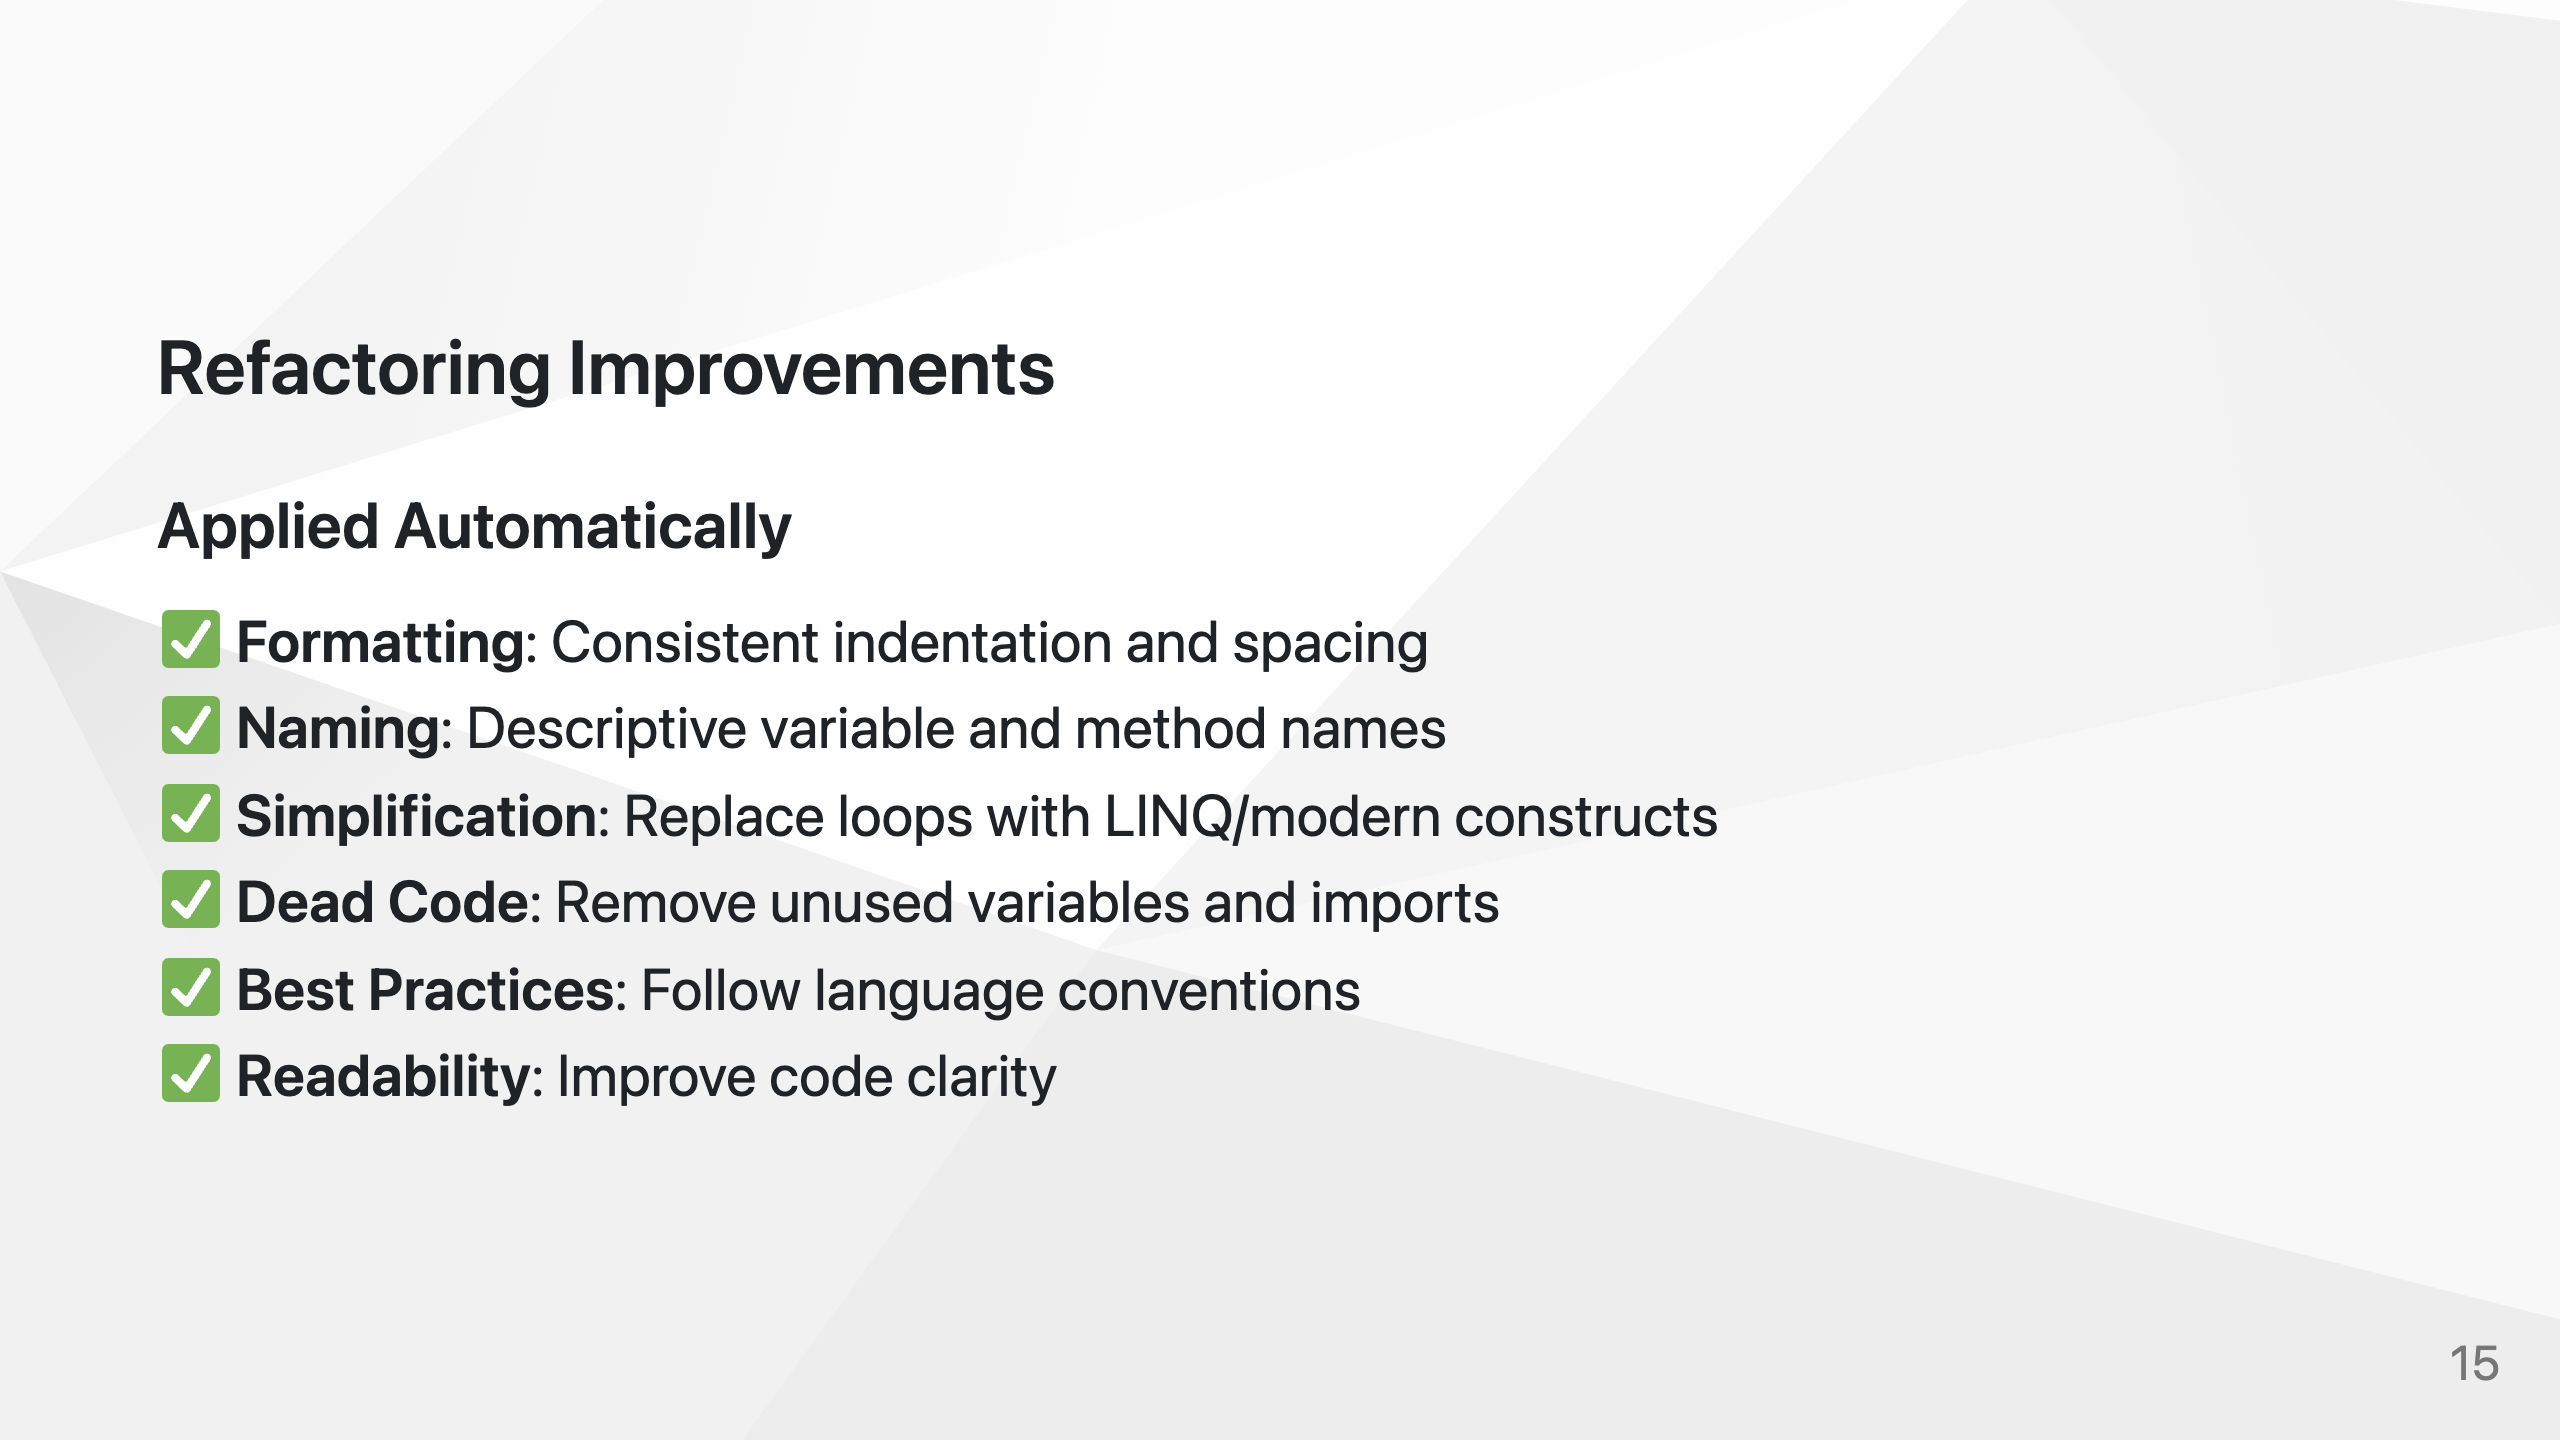 Refactoring Improvements
Applied Automatically
✅ Formatting: Consistent indentation and spacing
✅ Naming: Descriptive variable and method names
✅ Simplification: Replace loops with LINQ/modern constructs
✅ Dead Code: Remove unused variables and imports
✅ Best Practices: Follow language conventions
✅ Readability: Improve code clarity
15